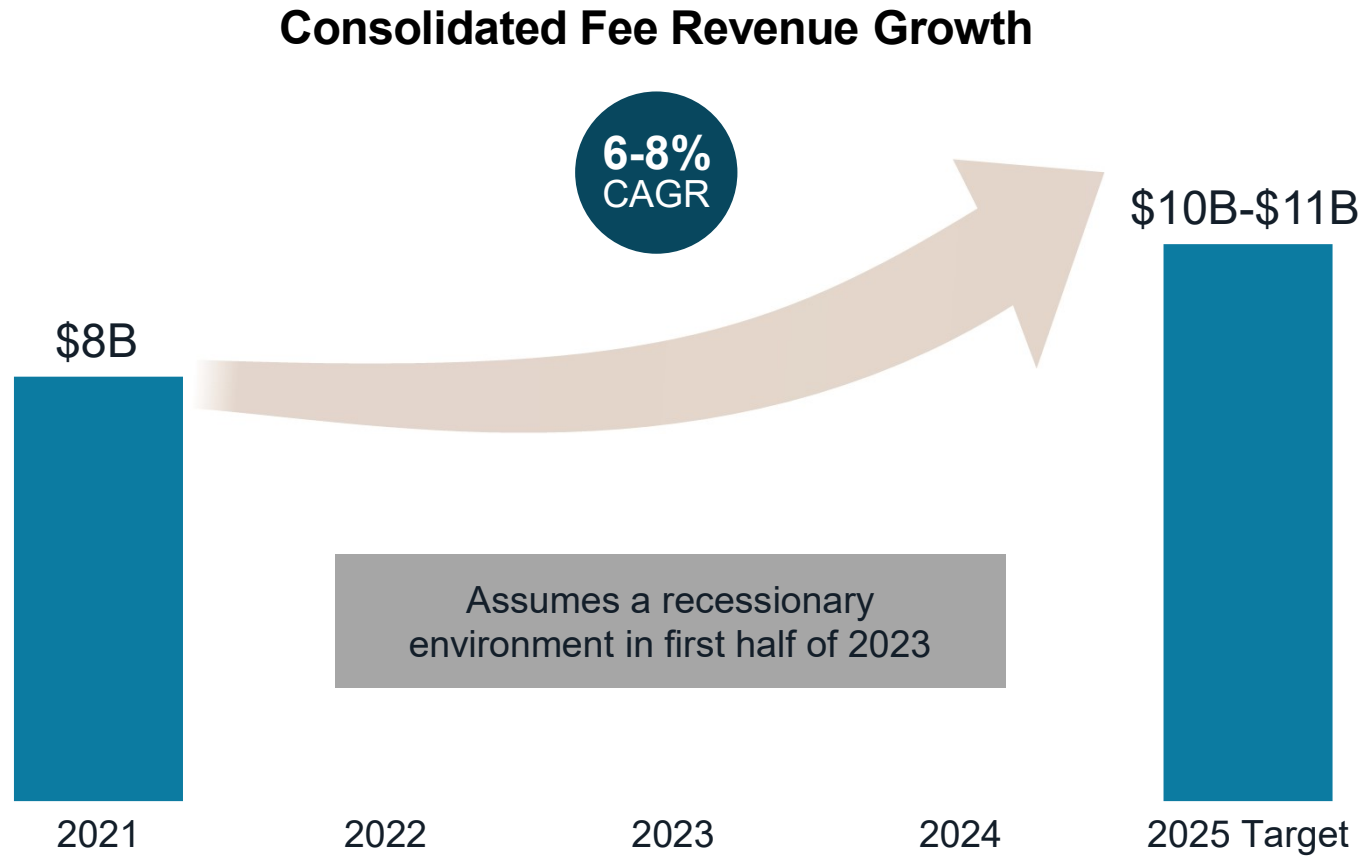 Consolidated Fee Revenue Growth
6-8%
CAGR
$10B-$11B
$8B
Assumes a recessionary
environment in first half of 2023
2021
2022
2023
2024
2025 Target